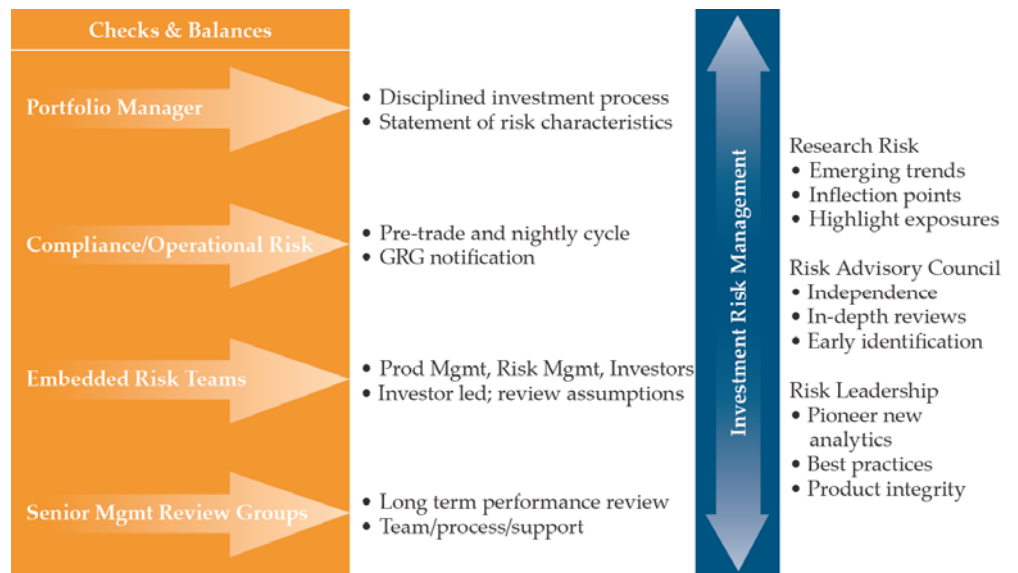 Checks & Balances
Portfolio Manager
• Disciplined investment process
• Statement of risk characteristics
Compliance/Operational Risk
• Pre-trade and nightly cycle
• GRG notification
Embedded Risk Teams
• Prod Mgmt, Risk Mgmt, Investors
• Investor led; review assumptions
Senior Mgmt Review Groups
• Long term performance review
• Team/process/support
Investment Risk Management
Research Risk
• Emerging trends
• Inflection points
• Highlight exposures
Risk Advisory Council
• Independence
• In-depth reviews
• Early identification
Risk Leadership
• Pioneer new
analytics
• Best practices
• Product integrity